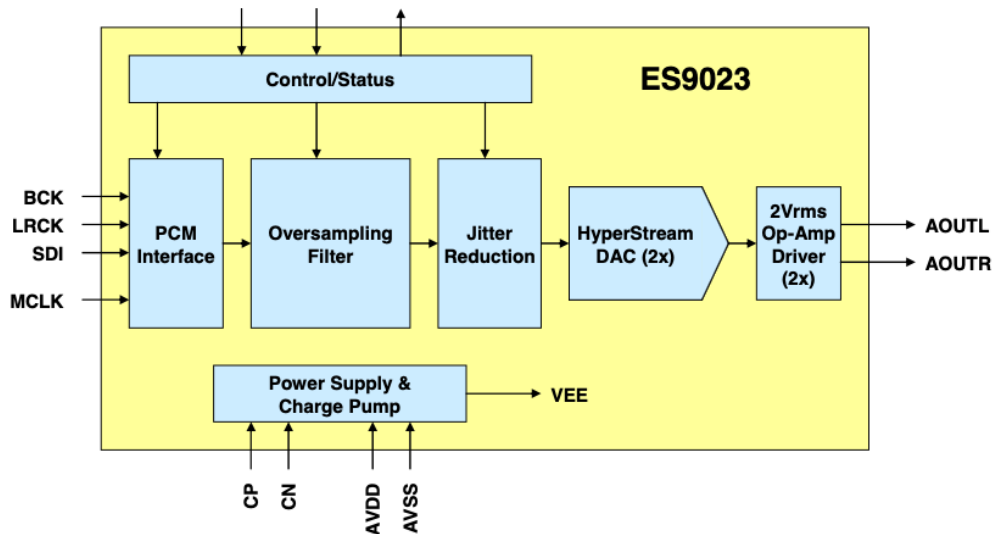 Control/Status
ES9023
BCK
LRCK
SDI
MCLK
PCM
Interface
Oversampling
Filter
Jitter
Reduction
HyperStream
DAC (2x)
2Vrms
Op-Amp
Driver
(2x)
AOUTL
AOUTR
Power Supply &
Charge Pump
VEE
CP
CN
AVDD
AVSS